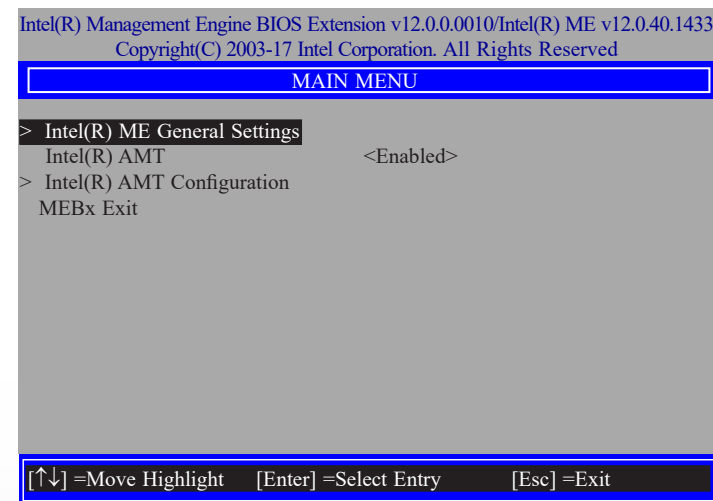 Intel(R) Management Engine BIOS Extension v12.0.0.0010/Intel(R) ME v12.0.40.1433
Copyright(C) 2003-17 Intel Corporation. All Rights Reserved
MAIN MENU
> Intel(R) ME General Settings
Intel(R) AMT <Enabled>
> Intel(R) AMT Configuration
MEBx Exit
[↑↓] =Move Highlight [Enter] =Select Entry [Esc] =Exit